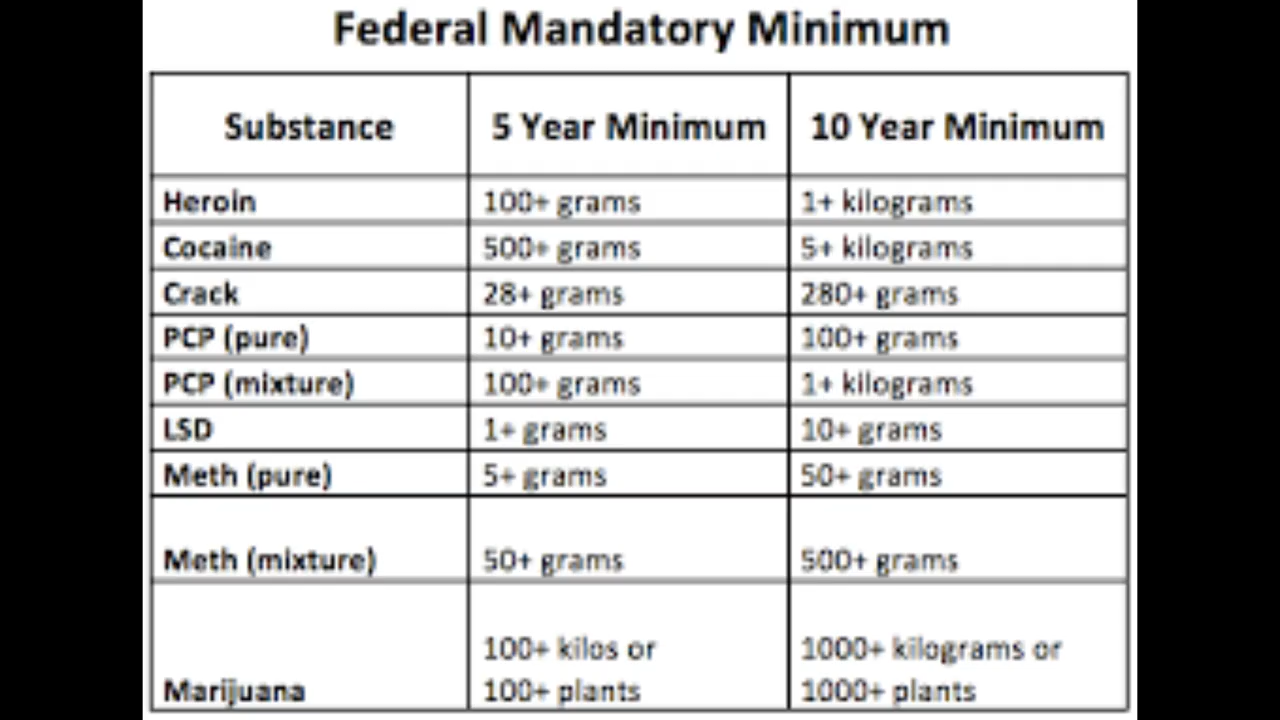 Federal Mandatory Minimum
Substance 5 Year Minimum 10 Year Minimum
Heroin 100+ grams 1+ kilograms
Cocaine 500+ grams 5+ kilograms
Crack 28+ grams 280+ grams
PCP (pure) 10+ grams 100+ grams
PCP (mixture) 100+ grams 1+ kilograms
LSD 1+ grams 10+ grams
Meth (pure) 5+ grams 50+ grams
Meth (mixture) 50+ grams 500+ grams
100+ kilos or 1000+ kilograms or
Marijuana 100+ plants 1000+ plants